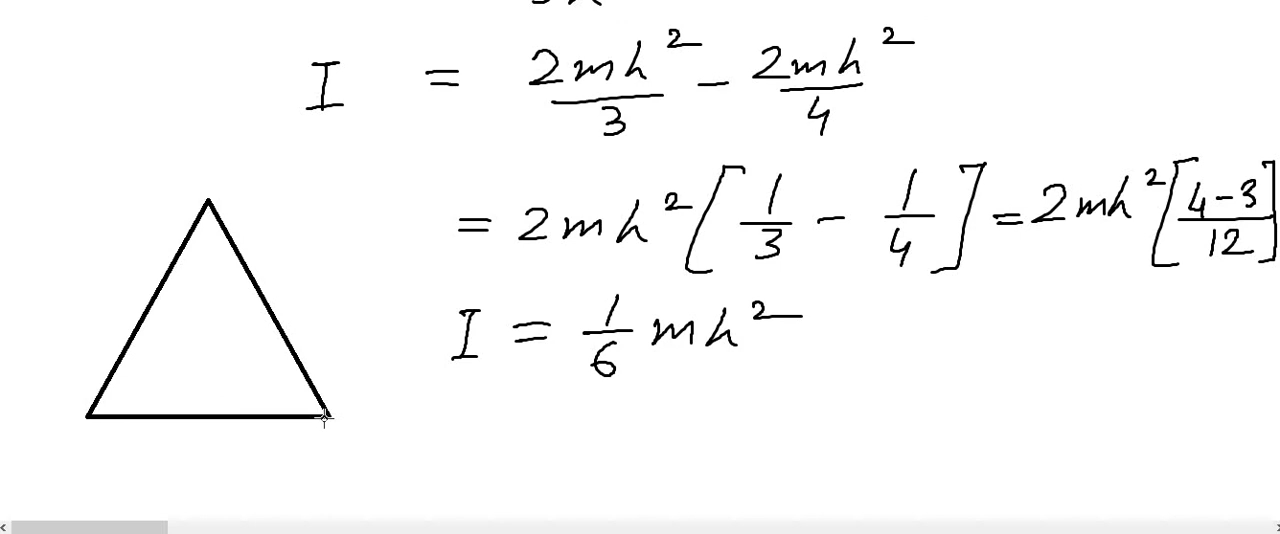 I = 2mh²/3 - 2mh²/4
= 2mh² [1/3 - 1/4] = 2mh² [4-3/12]
I = 1/6 mh²